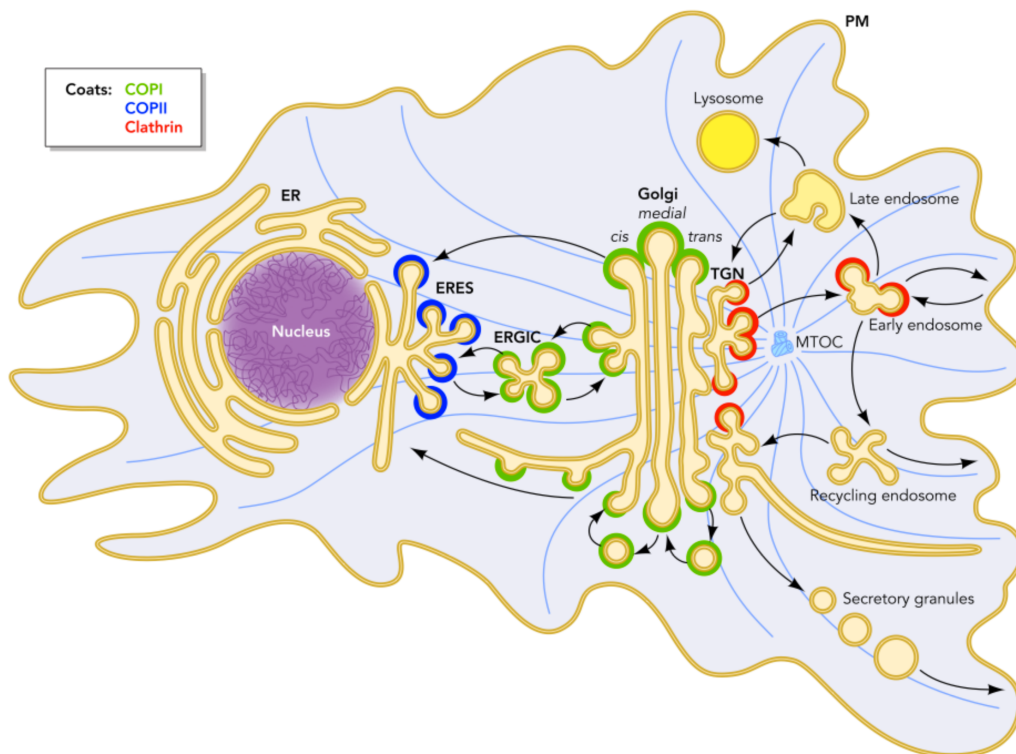 PM
Coats: COPI
COPII
Clathrin
Lysosome
ER
Golgi
medial
cis
trans
Late endosome
TGN
ERES
Nucleus
ERGIC
Early endosome
MTOC
Recycling endosome
Secretory granules